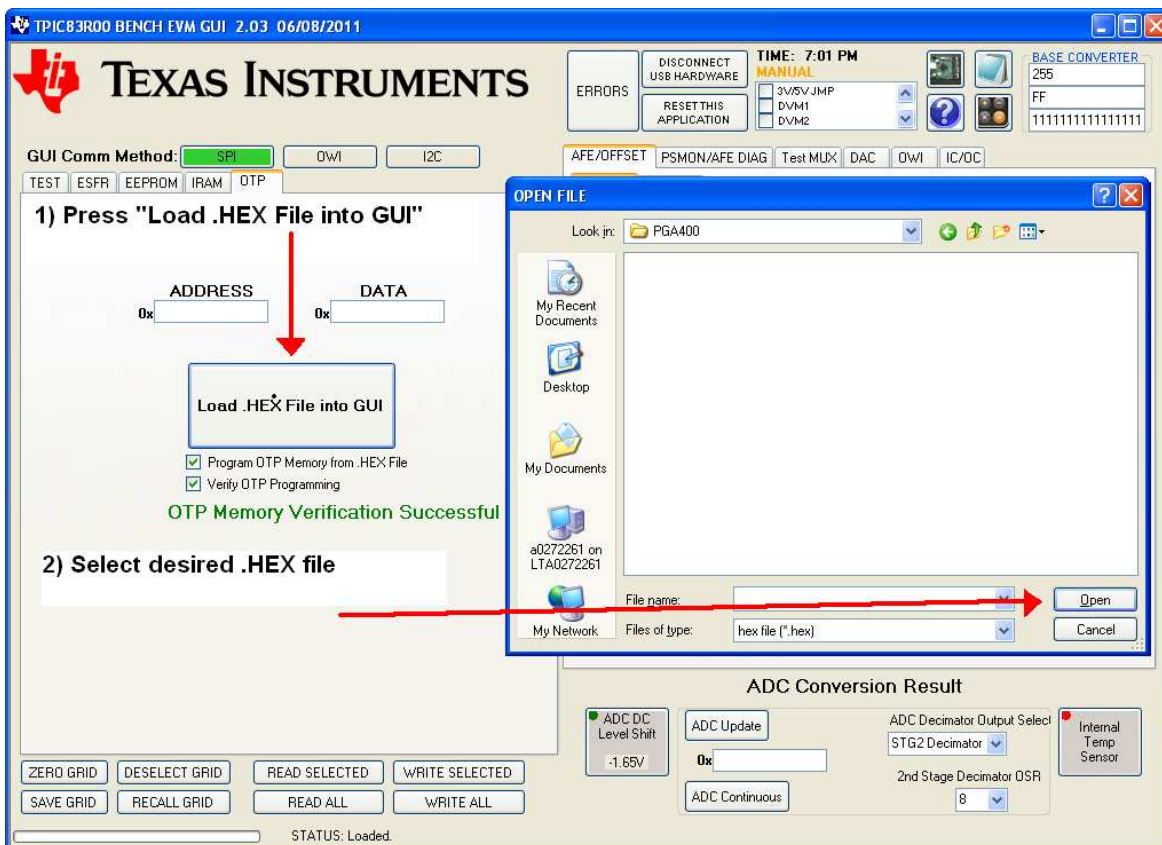 TPIC83R00 BENCH EVM GUI 2.03 06/08/2011
TEXAS INSTRUMENTS
ERRORS
DISCONNECT
USB HARDWARE
RESET THIS
APPLICATION
TIME: 7:01 PM
MANUAL
3V/5V JMP
DVM1
DVM2
BASE CONVERTER
255
FF
1111111111111111
GUI Comm Method:
SPI
OWI
I2C
TEST
ESFR
EEPROM
IRAM
OTP
AFE/OFFSET
PSMON/AFE DIAG
Test MUX
DAC
OWI
IC/OC
1) Press "Load .HEX File into GUI"
ADDRESS
DATA
0x
0x
Load .HEX File into GUI
Program OTP Memory from .HEX File
Verify OTP Programming
OTP Memory Verification Successful
2) Select desired .HEX file
OPEN FILE
Look in:
PGA400
My Recent
Documents
Desktop
My Documents
a0272261 on
LTA0272261
My Network
File name:
Open
Files of type:
hex file (*.hex)
Cancel
ADC Conversion Result
ADC DC
Level Shift
-1.65V
ADC Update
0x
ADC Continuous
ADC Decimator Output Select
STG2 Decimator
2nd Stage Decimator OSR
8
Internal
Temp
Sensor
ZERO GRID
DESELECT GRID
READ SELECTED
WRITE SELECTED
SAVE GRID
RECALL GRID
READ ALL
WRITE ALL
STATUS: Loaded.